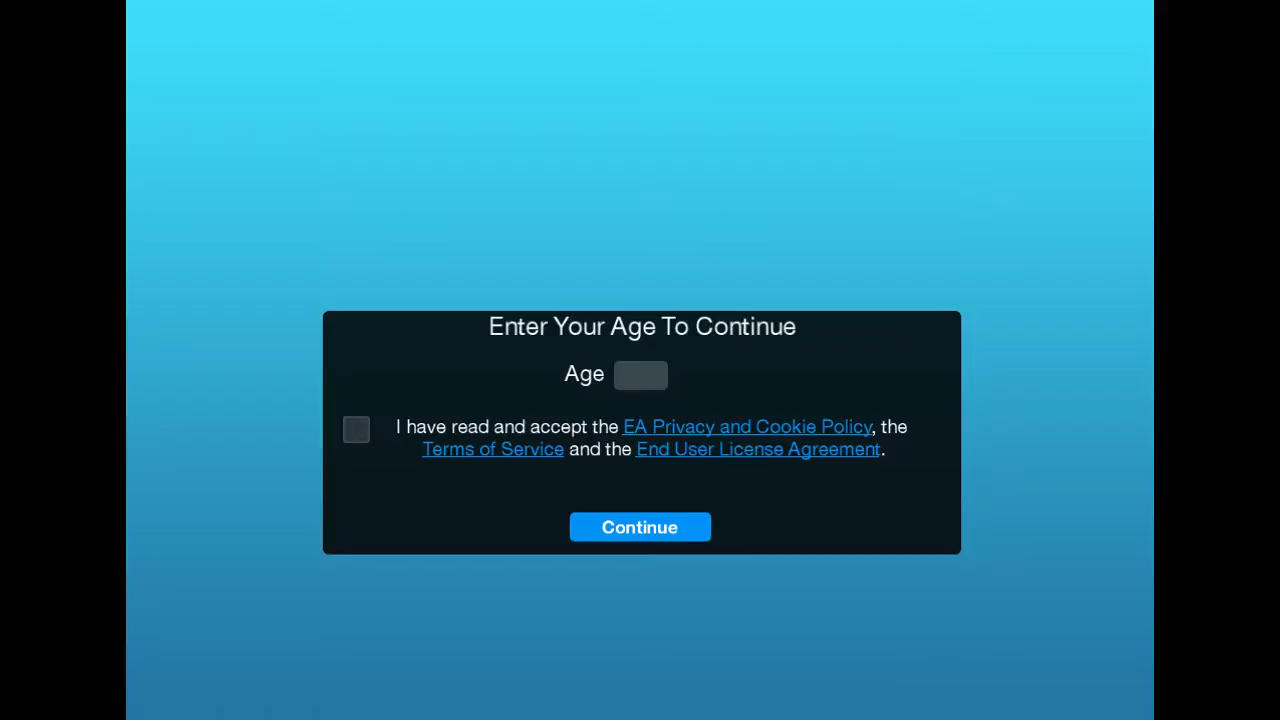 Enter Your Age To Continue
Age
I have read and accept the EA Privacy and Cookie Policy, the
Terms of Service and the End User License Agreement.
Continue